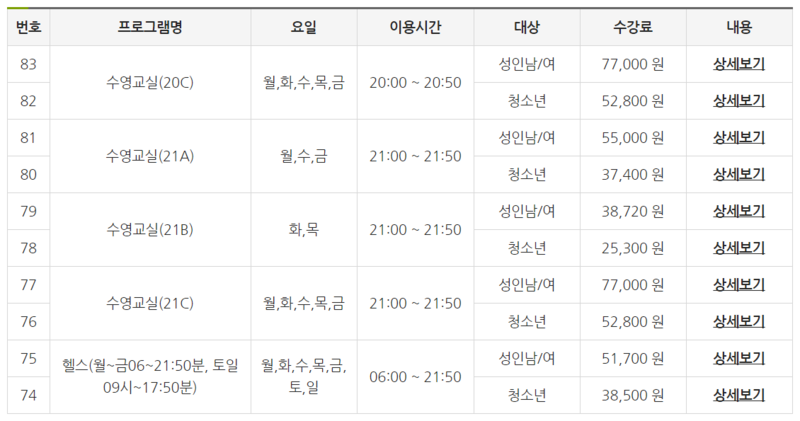 번호 프로그램명 요일 이용시간 대상 수강료 내용
83 수영교실(20C) 월,화,수,목,금 20:00 ~ 20:50 성인남/여 77,000 원 상세보기
82 청소년 52,800 원 상세보기
81 수영교실(21A) 월,수,금 21:00 ~ 21:50 성인남/여 55,000 원 상세보기
80 청소년 37,400 원 상세보기
79 수영교실(21B) 화,목 21:00 ~ 21:50 성인남/여 38,720 원 상세보기
78 청소년 25,300 원 상세보기
77 수영교실(21C) 월,화,수,목,금 21:00 ~ 21:50 성인남/여 77,000 원 상세보기
76 청소년 52,800 원 상세보기
75 헬스(월~금06~21:50분, 토일 월,화,수,목,금, 06:00 ~ 21:50 성인남/여 51,700 원 상세보기
74 09시~17:50분) 토,일 청소년 38,500 원 상세보기